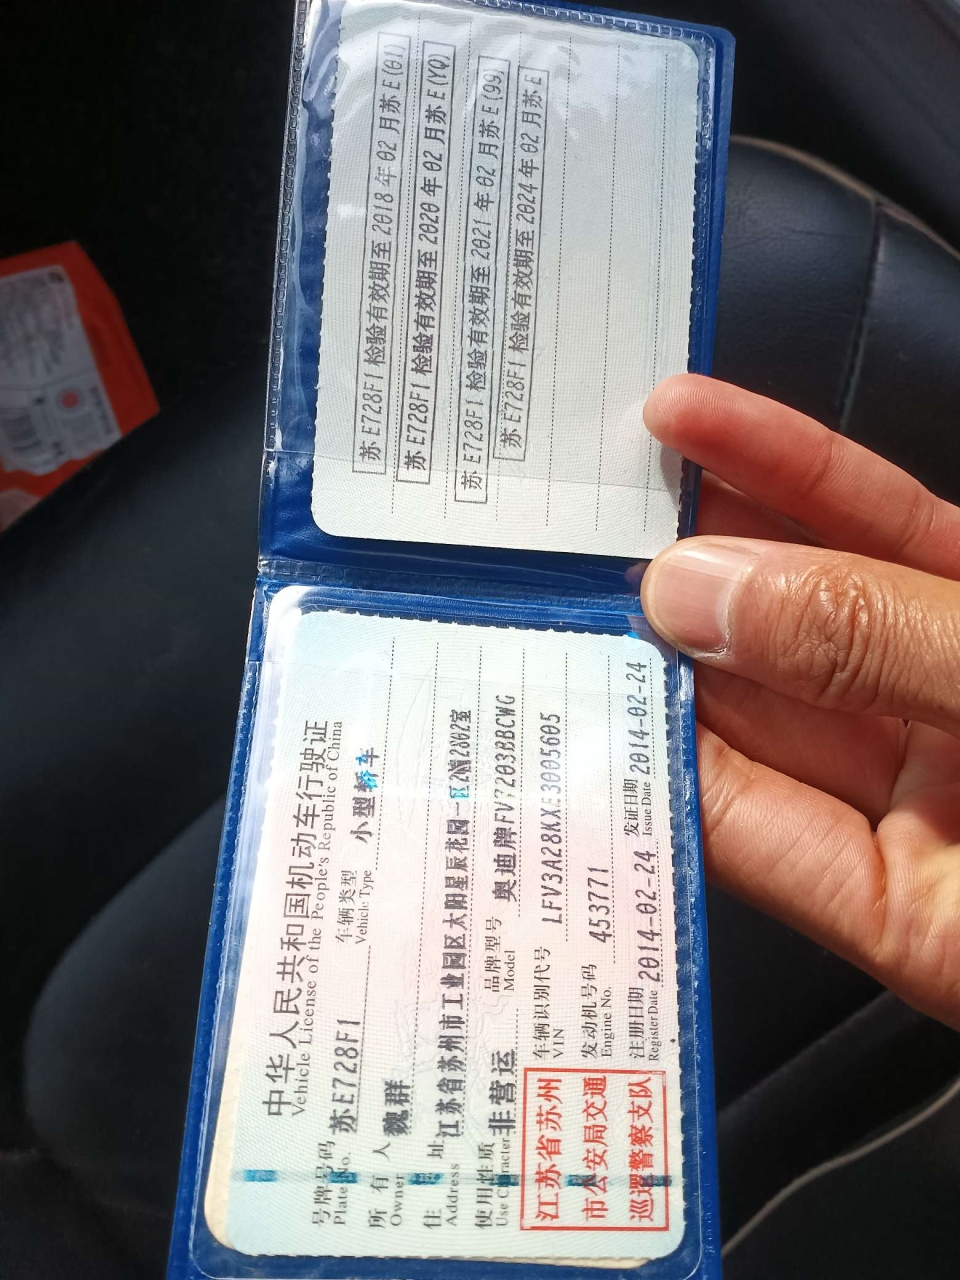 中华人民共和国机动车行驶证
Vehicle License of the People's Republic of China
号牌号码 苏E728F1 车辆类型 小型轿车
Plate No. Vehicle Type
所有人 魏群
Owner
住址 江苏省苏州市工业园区太阳星辰花园一区2幢2802室
Address
使用性质 非营运 品牌型号 奥迪牌FV7203BBCWG
Use Character Model
江苏省苏州
市公安局交通
巡逻警察支队
车辆识别代号 LFV3A28KXE3005605
VIN
发动机号码 453771
Engine No.
注册日期 2014-02-24 发证日期 2014-02-24
Register Date Issue Date
苏E728F1检验有效期至2018年02月苏E(01)
苏E728F1检验有效期至2020年02月苏E(YQ)
苏E728F1检验有效期至2021年02月苏E(99)
苏E728F1检验有效期至2024年02月苏E